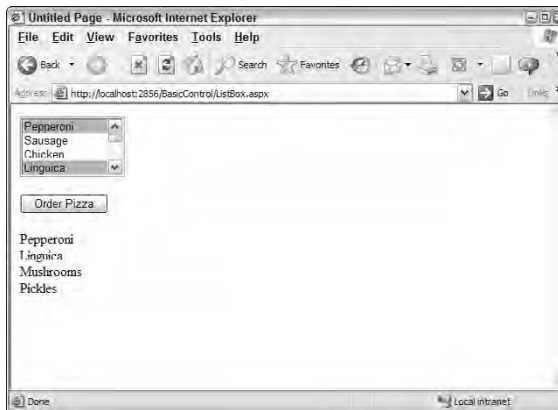 Untitled Page - Microsoft Internet Explorer
File Edit View Favorites Tools Help
Back Search Favorites
Address http://localhost:2856/BasicControl/ListBox.aspx Go Links
Pepperoni
Sausage
Chicken
Linguica
Order Pizza
Pepperoni
Linguica
Mushrooms
Pickles
Done Local intranet